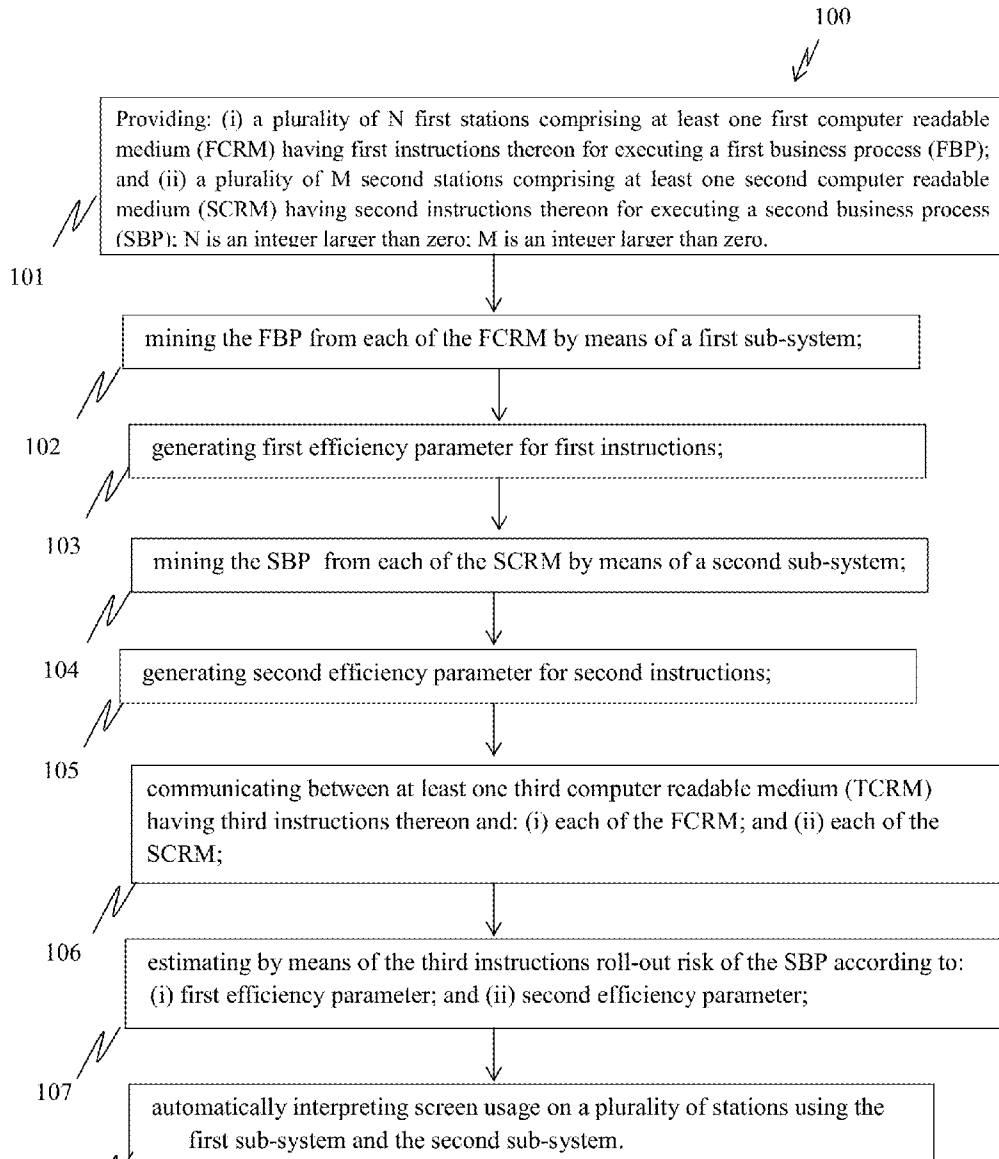 100
Providing: (i) a plurality of N first stations comprising at least one first computer readable
medium (FCRM) having first instructions thereon for executing a first business process (FBP);
and (ii) a plurality of M second stations comprising at least one second computer readable
medium (SCRM) having second instructions thereon for executing a second business process
(SBP); N is an integer larger than zero; M is an integer larger than zero.
101
mining the FBP from each of the FCRM by means of a first sub-system;
102
generating first efficiency parameter for first instructions;
103
mining the SBP from each of the SCRM by means of a second sub-system;
104
generating second efficiency parameter for second instructions;
105
communicating between at least one third computer readable medium (TCRM)
having third instructions thereon and: (i) each of the FCRM; and (ii) each of the
SCRM;
106
estimating by means of the third instructions roll-out risk of the SBP according to:
(i) first efficiency parameter; and (ii) second efficiency parameter;
107
automatically interpreting screen usage on a plurality of stations using the
first sub-system and the second sub-system.